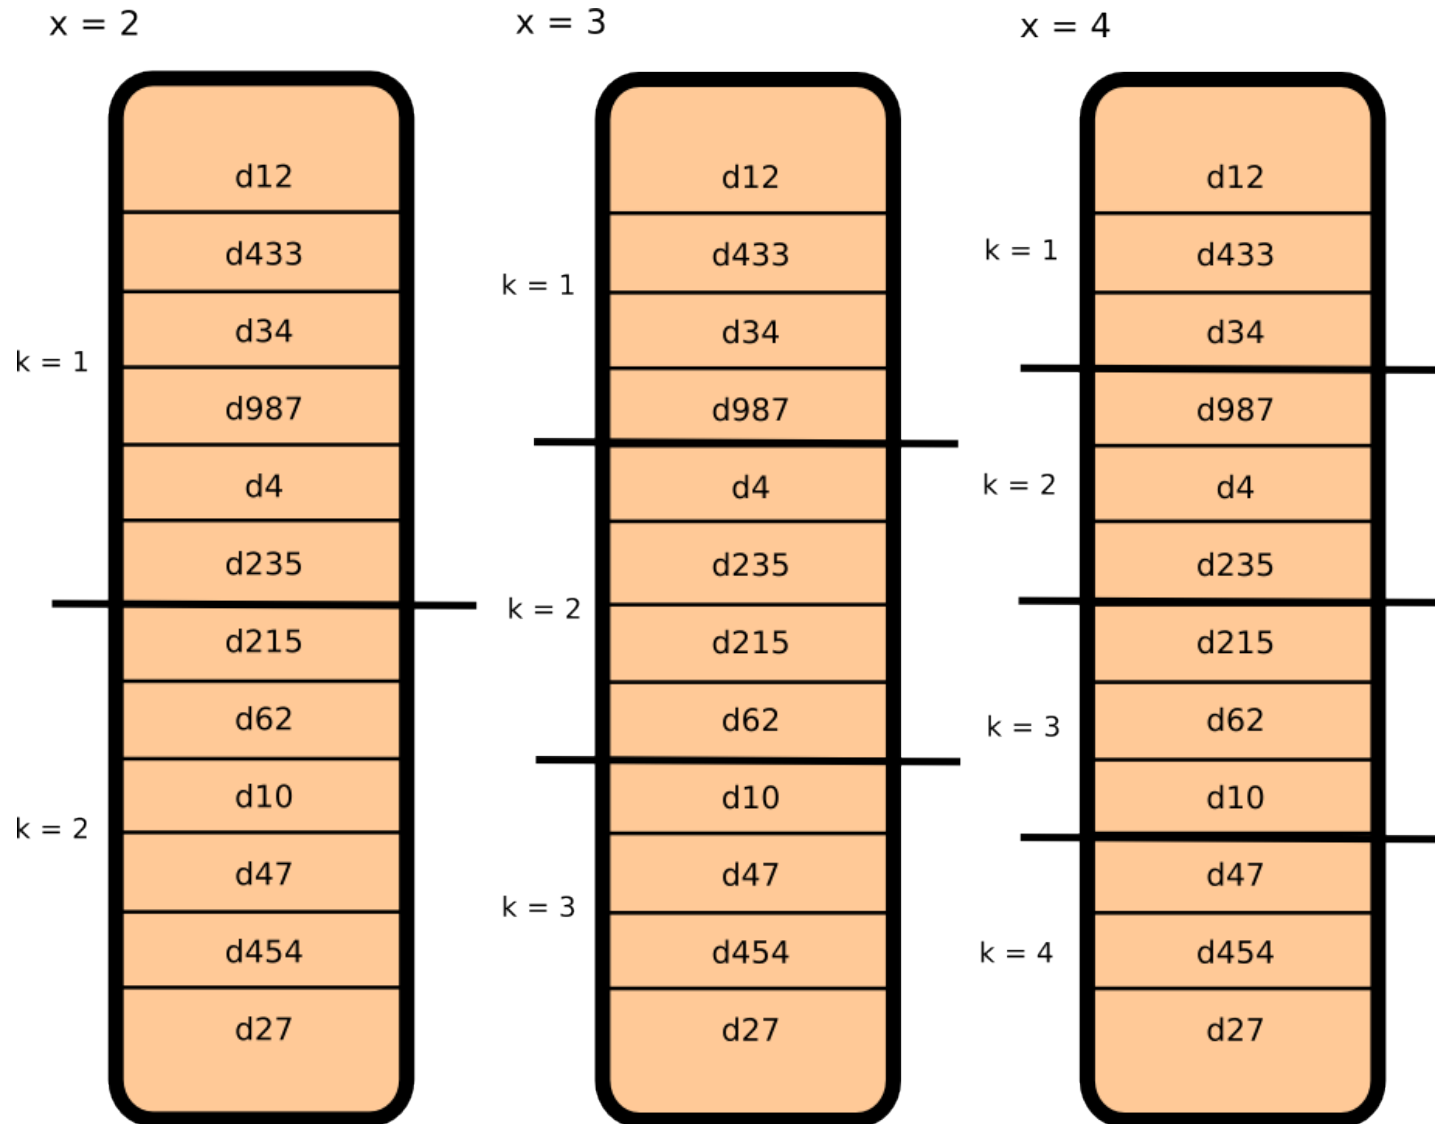 x = 2
k = 1
k = 2
d12
d433
d34
d987
d4
d235
d215
d62
d10
d47
d454
d27
x = 3
k = 1
k = 2
k = 3
d12
d433
d34
d987
d4
d235
d215
d62
d10
d47
d454
d27
x = 4
k = 1
k = 2
k = 3
k = 4
d12
d433
d34
d987
d4
d235
d215
d62
d10
d47
d454
d27